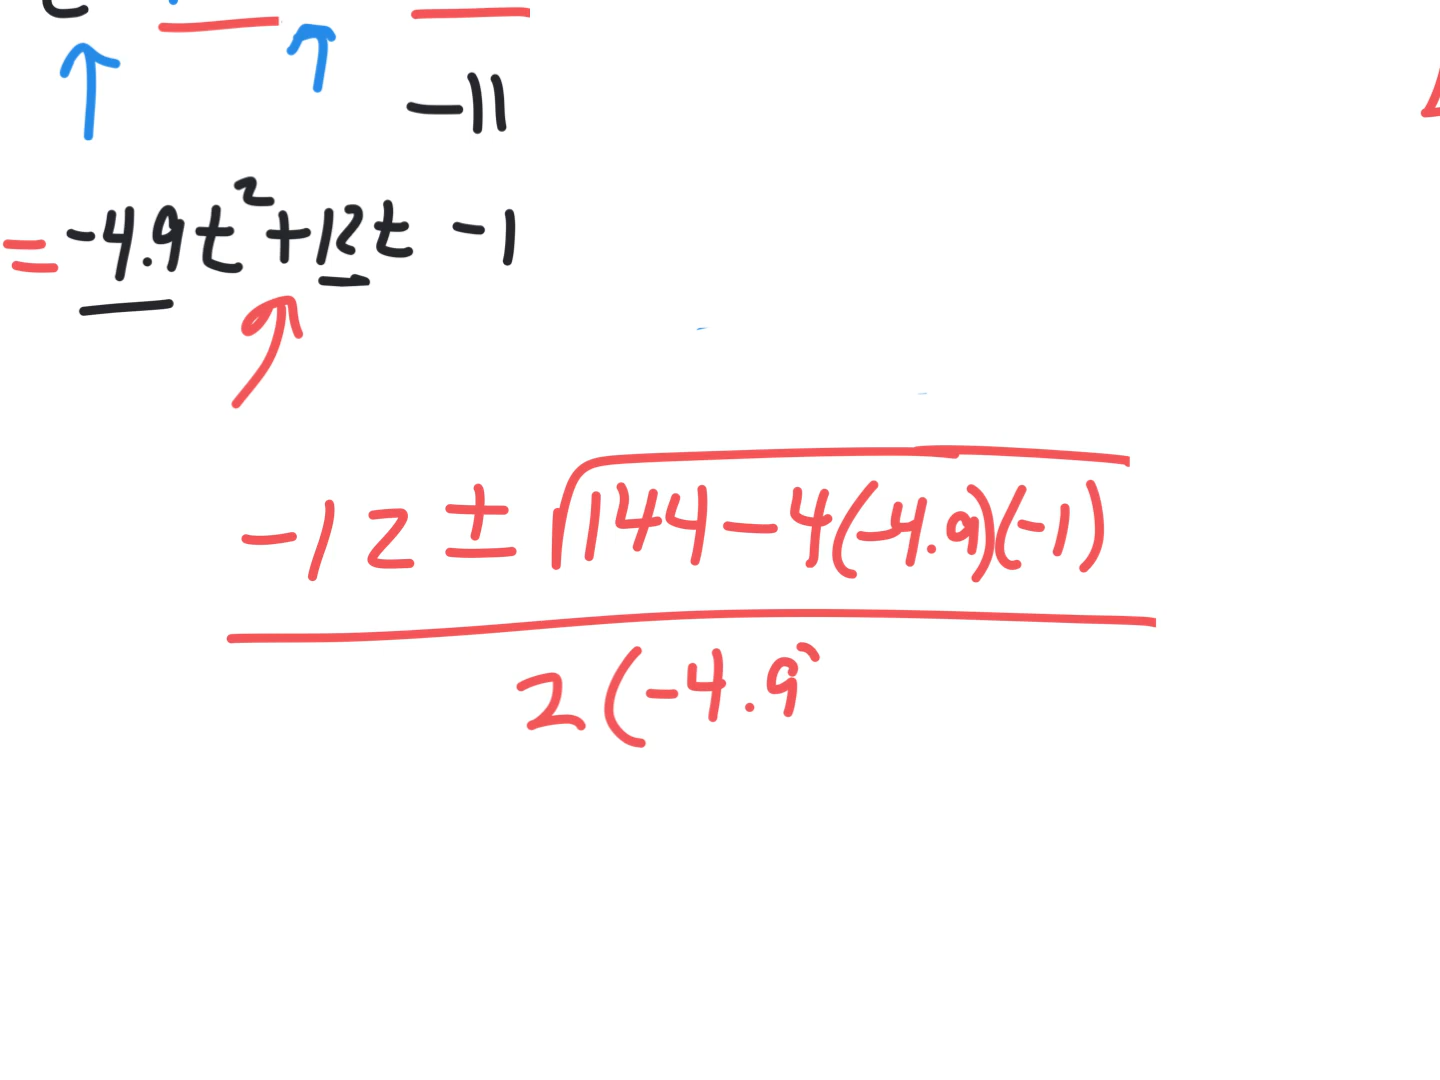 -11
= -4.9t² + 12t - 1
-12 ± √144 - 4(-4.9)(-1)
2(-4.9)